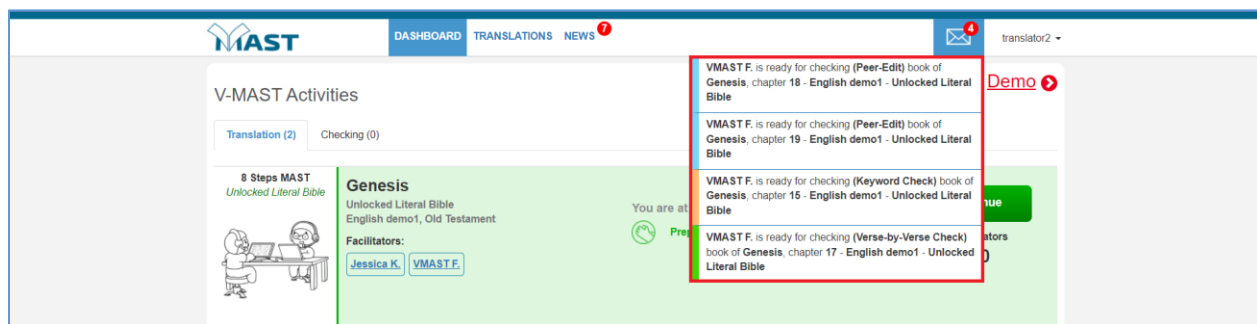 MAST
DASHBOARD TRANSLATIONS NEWS 7
4
translator2
V-MAST Activities
Demo
Translation (2) Checking (0)
VMAST F. is ready for checking (Peer-Edit) book of
Genesis, chapter 18 - English demo1 - Unlocked Literal
Bible
VMAST F. is ready for checking (Peer-Edit) book of
Genesis, chapter 19 - English demo1 - Unlocked Literal
Bible
VMAST F. is ready for checking (Keyword Check) book of
Genesis, chapter 15 - English demo1 - Unlocked Literal
Bible
VMAST F. is ready for checking (Verse-by-Verse Check)
book of Genesis, chapter 17 - English demo1 - Unlocked
Literal Bible
8 Steps MAST
Unlocked Literal Bible
Genesis
Unlocked Literal Bible
English demo1, Old Testament
Facilitators:
Jessica K. VMAST F.
You are at
Prep
nue
ators